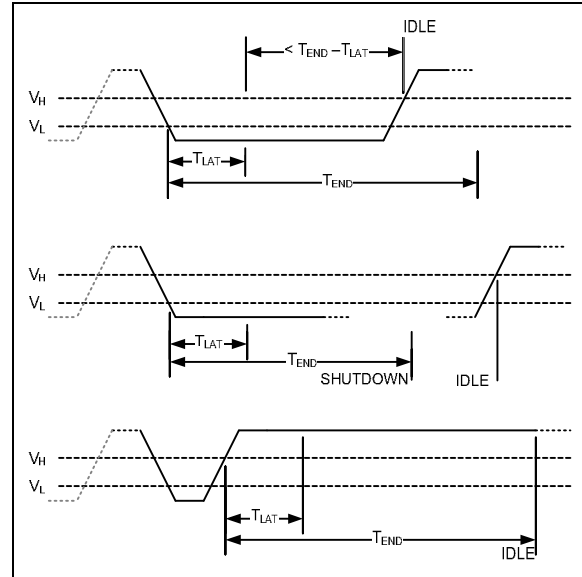 IDLE
< TEND –TLAT
VH
VL
TLAT
TEND
VH
VL
TLAT
TEND
SHUTDOWN
IDLE
VH
VL
TLAT
TEND
IDLE